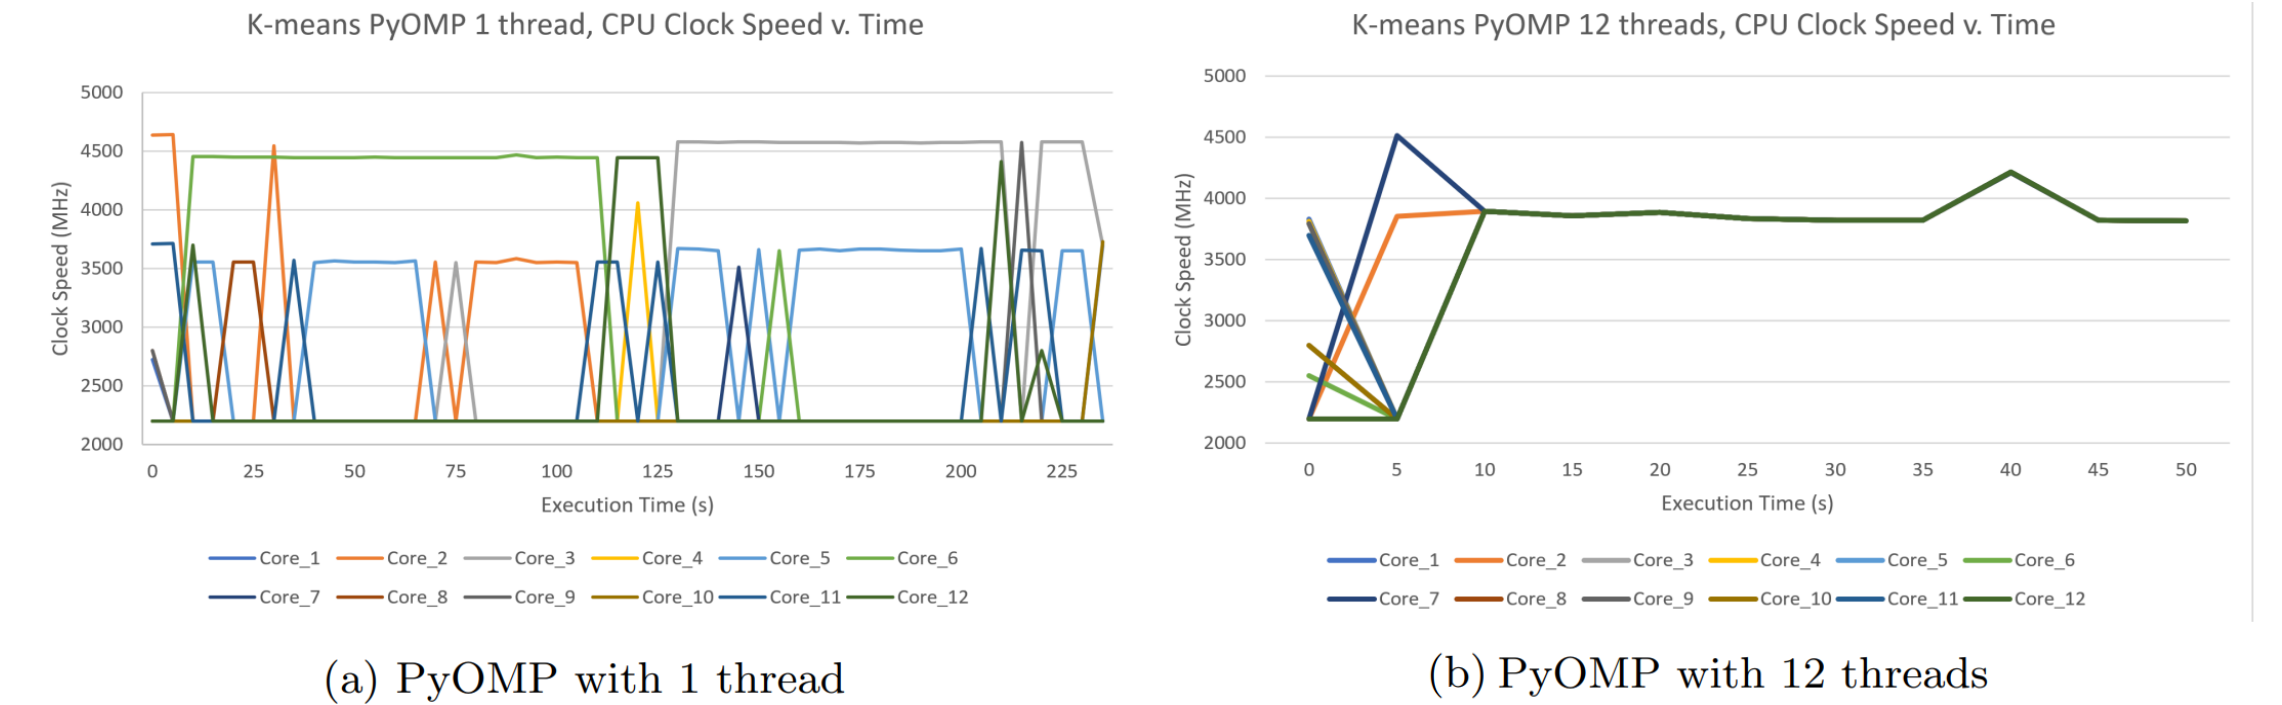 K-means PyOMP 1 thread, CPU Clock Speed v. Time
5000
4500
4000
3500
3000
2500
2000
Clock Speed (MHz)
0 25 50 75 100 125 150 175 200 225
Execution Time (s)
Core_1 Core_2 Core_3 Core_4 Core_5 Core_6
Core_7 Core_8 Core_9 Core_10 Core_11 Core_12
(a) PyOMP with 1 thread
K-means PyOMP 12 threads, CPU Clock Speed v. Time
5000
4500
4000
3500
3000
2500
2000
Clock Speed (MHz)
0 5 10 15 20 25 30 35 40 45 50
Execution Time (s)
Core_1 Core_2 Core_3 Core_4 Core_5 Core_6
Core_7 Core_8 Core_9 Core_10 Core_11 Core_12
(b) PyOMP with 12 threads